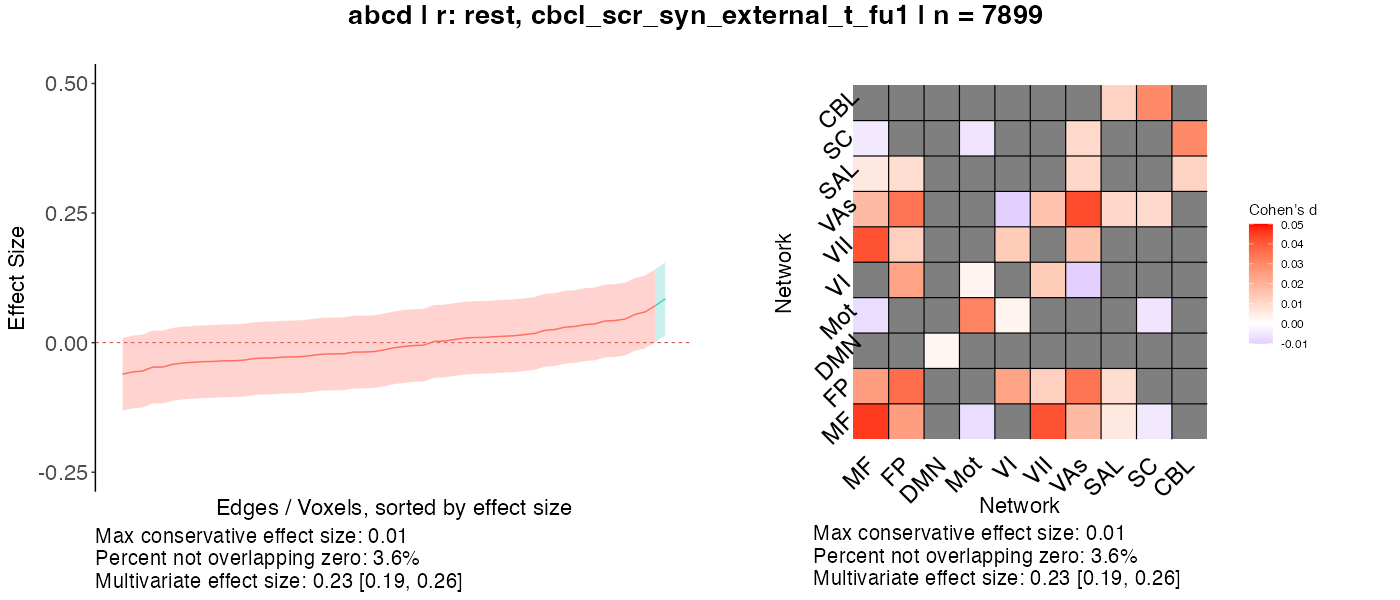 abcd | r: rest, cbcl_scr_syn_external_t_fu1 | n = 7899
Effect Size
0.50
0.25
0.00
-0.25
Edges / Voxels, sorted by effect size
Max conservative effect size: 0.01
Percent not overlapping zero: 3.6%
Multivariate effect size: 0.23 [0.19, 0.26]
Network
CBL
SC
SAL
VAs
VII
VI
Mot
DMN
FP
MF
MF FP DMN Mot VI VII VAs SAL SC CBL
Network
Max conservative effect size: 0.01
Percent not overlapping zero: 3.6%
Multivariate effect size: 0.23 [0.19, 0.26]
Cohen's d
0.05
0.04
0.03
0.02
0.01
0.00
-0.01